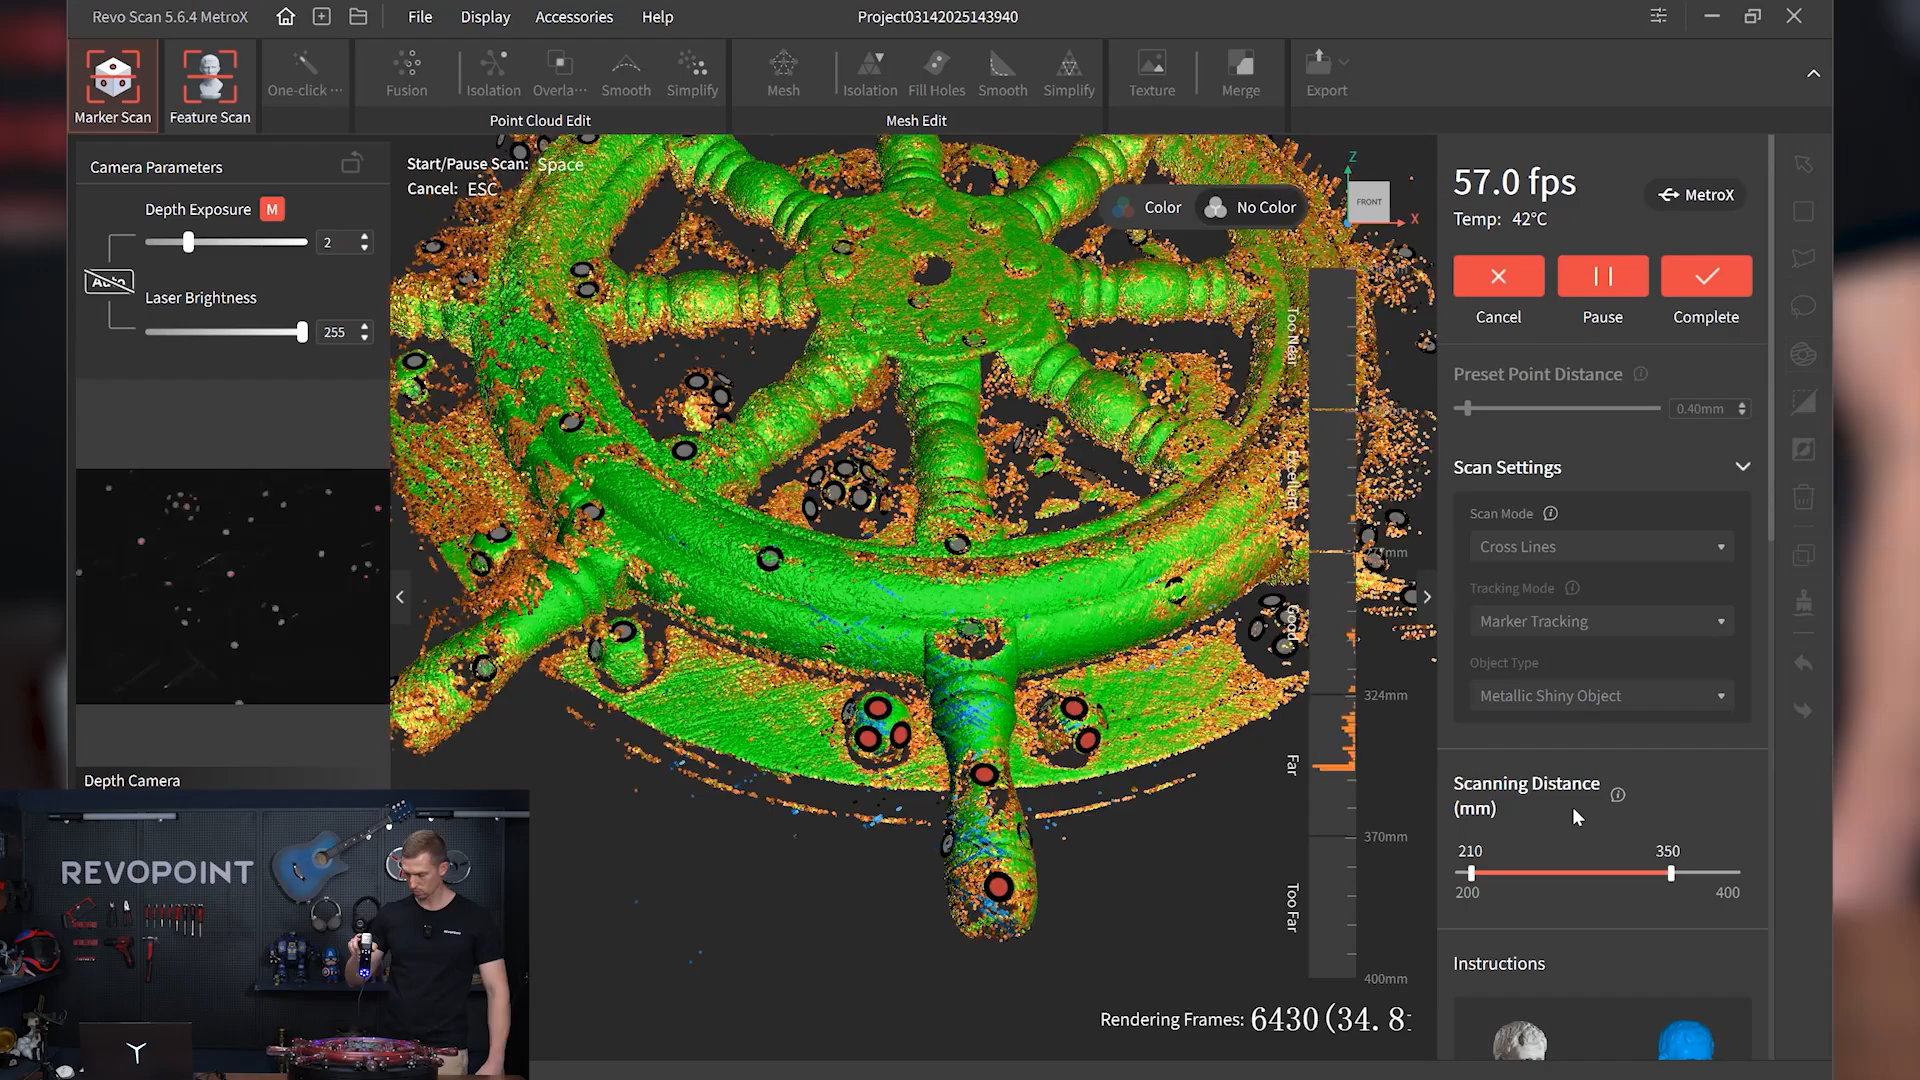 Revo Scan 5.6.4 MetroX
File
Display
Accessories
Help
Project03142025143940
Marker Scan
Feature Scan
One-click ···
Fusion
Isolation
Overla···
Smooth
Simplify
Point Cloud Edit
Mesh
Isolation
Fill Holes
Smooth
Simplify
Mesh Edit
Texture
Merge
Export
Camera Parameters
Depth Exposure M
2
Auto
Laser Brightness
255
Depth Camera
Start/Pause Scan: Space
Cancel: ESC
Color
No Color
Z
FRONT
X
Too Near
Excellent
Good
324mm
Far
370mm
Too Far
400mm
Rendering Frames: 6430(34.8
57.0 fps
MetroX
Temp: 42°C
Cancel
Pause
Complete
Preset Point Distance
0.40mm
Scan Settings
Scan Mode
Cross Lines
Tracking Mode
Marker Tracking
Object Type
Metallic Shiny Object
Scanning Distance
(mm)
210
350
200
400
Instructions
REVOPOINT
REVOPOINT